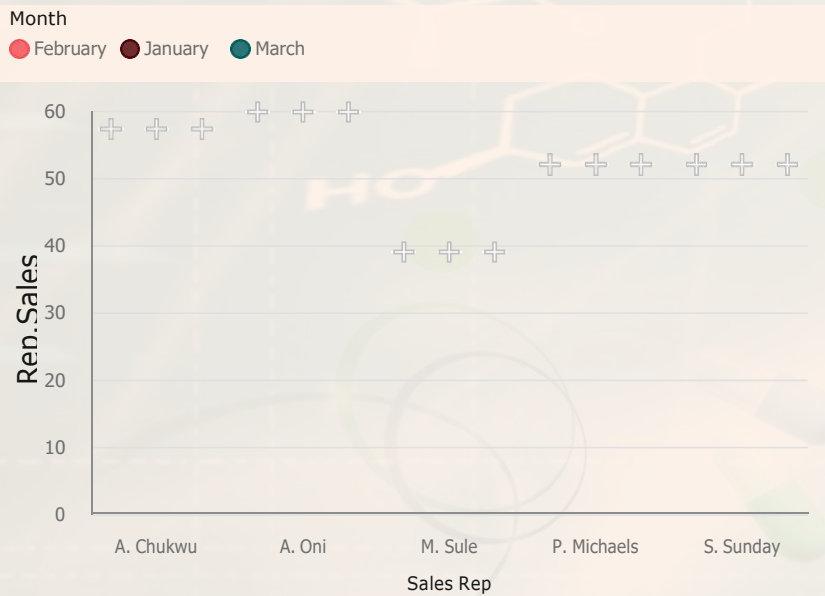 Month
February January March
60
50
40
30
20
10
0
Rep.Sales
A. Chukwu A. Oni M. Sule P. Michaels S. Sunday
Sales Rep
HO